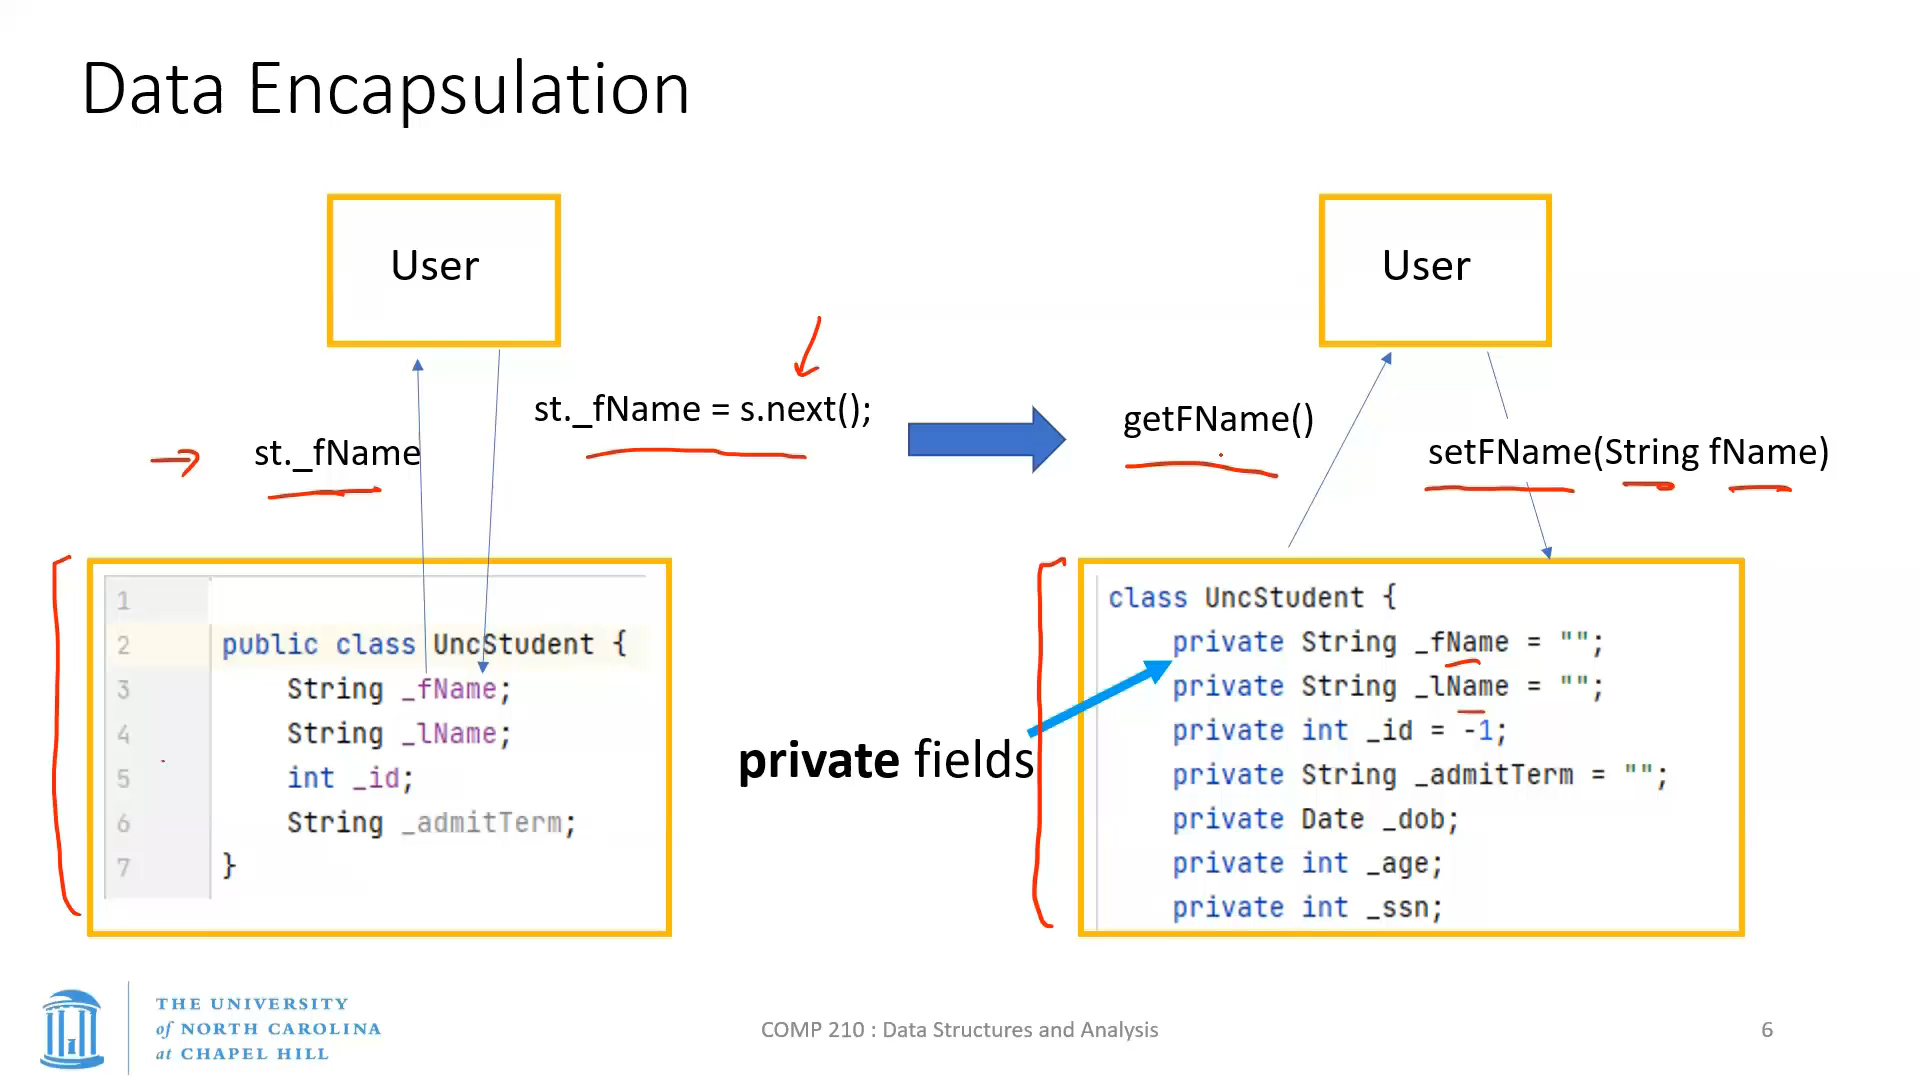 Data Encapsulation
User
st._fName = s.next();
st._fName
1
2 public class UncStudent {
3 String _fName;
4 String _lName;
5 int _id;
6 String _admitTerm;
7 }
User
getFName()
setFName(String fName)
private fields
class UncStudent {
private String _fName = "";
private String _lName = "";
private int _id = -1;
private String _admitTerm = "";
private Date _dob;
private int _age;
private int _ssn;
THE UNIVERSITY
of NORTH CAROLINA
at CHAPEL HILL
COMP 210 : Data Structures and Analysis
6